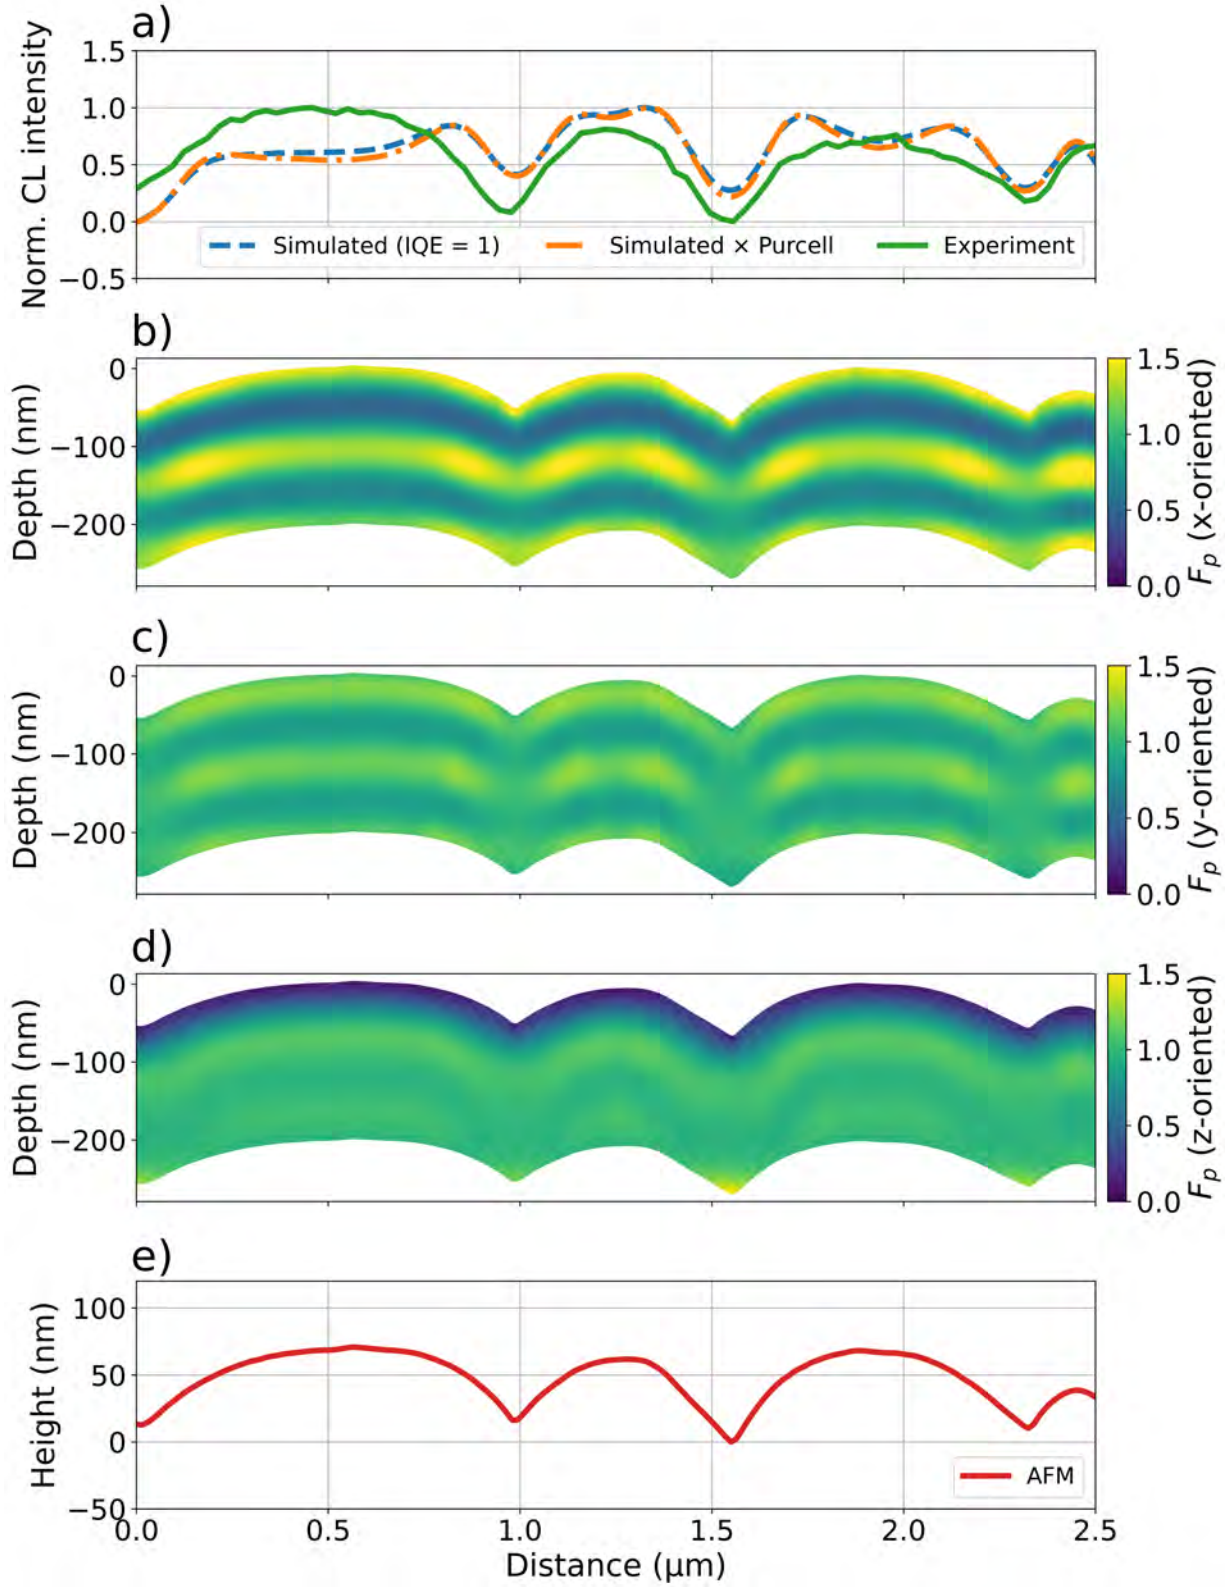 a)
Norm. CL intensity
1.5
1.0
0.5
0.0
−0.5
Simulated (IQE = 1)
Simulated × Purcell
Experiment
b)
Depth (nm)
0
−100
−200
1.5
1.0
0.5
0.0
Fₚ (x-oriented)
c)
Depth (nm)
0
−100
−200
1.5
1.0
0.5
0.0
Fₚ (y-oriented)
d)
Depth (nm)
0
−100
−200
1.5
1.0
0.5
0.0
Fₚ (z-oriented)
e)
Height (nm)
100
50
0
−50
AFM
0.0 0.5 1.0 1.5 2.0 2.5
Distance (μm)